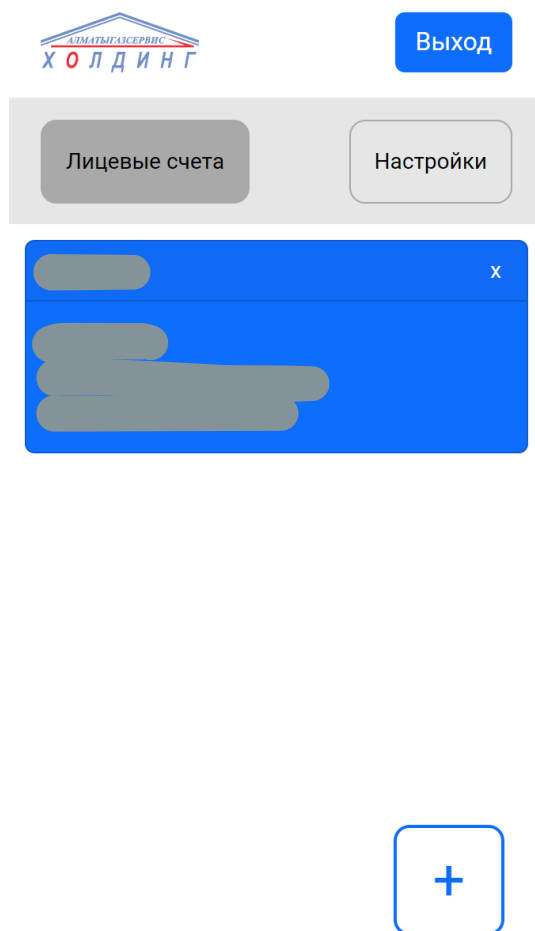 АЛМАТЫГАЗСЕРВИС
ХОЛДИНГ
Выход
Лицевые счета
Настройки
x
+